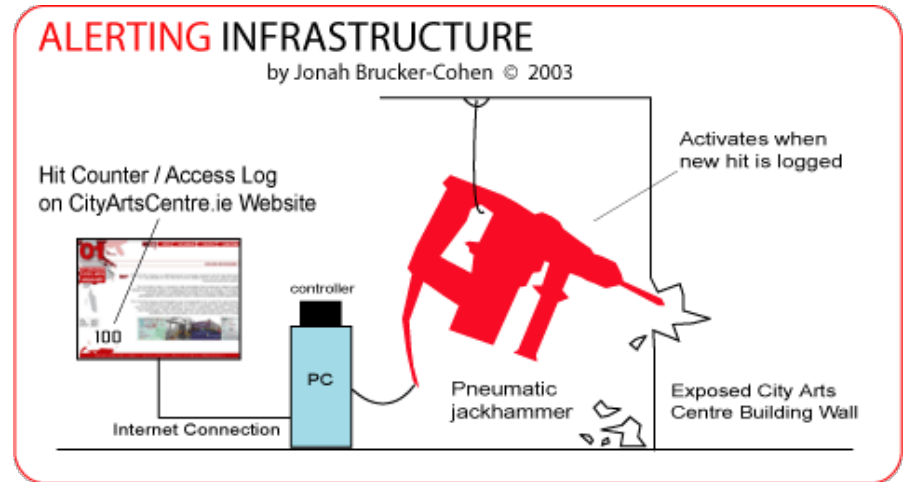 ALERTING INFRASTRUCTURE
by Jonah Brucker-Cohen © 2003
Activates when
new hit is logged
Hit Counter / Access Log
on CityArtsCentre.ie Website
100
controller
PC
Internet Connection
Pneumatic
jackhammer
Exposed City Arts
Centre Building Wall